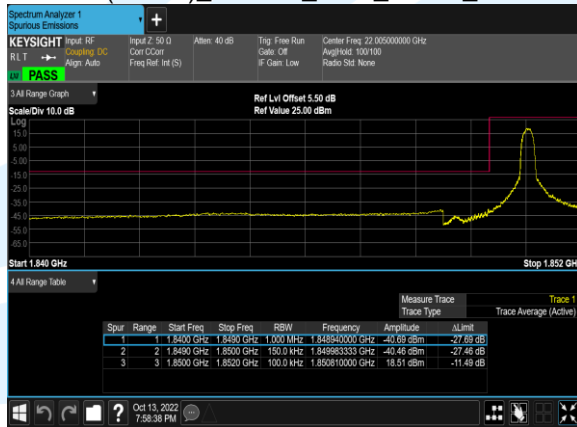 Spectrum Analyzer 1
Spurious Emissions
+
KEYSIGHT Input: RF Input Z: 50 Ω Atten: 40 dB Trig: Free Run Center Freq: 22.005000000 GHz
R L T Coupling: DC Corr CCorr Gate: Off Avg|Hold: 100/100
Align: Auto Freq Ref: Int (S) IF Gain: Low Radio Std: None
PASS
3 All Range Graph
Ref Lvl Offset 5.50 dB
Scale/Div 10.0 dB Ref Value 25.00 dBm
Log
15.0
5.00
-5.00
-15.0
-25.0
-35.0
-45.0
-55.0
-65.0
Start 1.840 GHz Stop 1.852 GH
4 All Range Table
Measure Trace Trace 1
Trace Type Trace Average (Active)
Spur Range Start Freq Stop Freq RBW Frequency Amplitude ΔLimit
1 1 1.8400 GHz 1.8490 GHz 1.000 MHz 1.848940000 GHz -40.69 dBm -27.69 dB
2 2 1.8490 GHz 1.8500 GHz 150.0 kHz 1.849983333 GHz -40.46 dBm -27.46 dB
3 3 1.8500 GHz 1.8520 GHz 100.0 kHz 1.850810000 GHz 18.51 dBm -11.49 dB
? Oct 13, 2022
7:58:38 PM